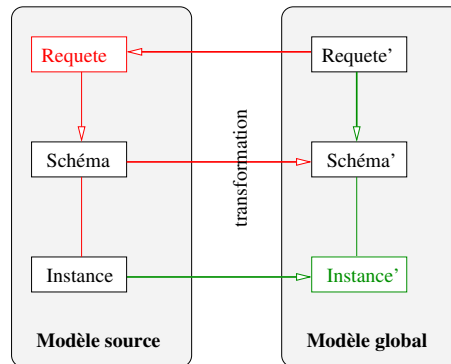 Requete
Requete’
Schéma
Schéma’
transformation
Instance
Instance’
Modèle source
Modèle global